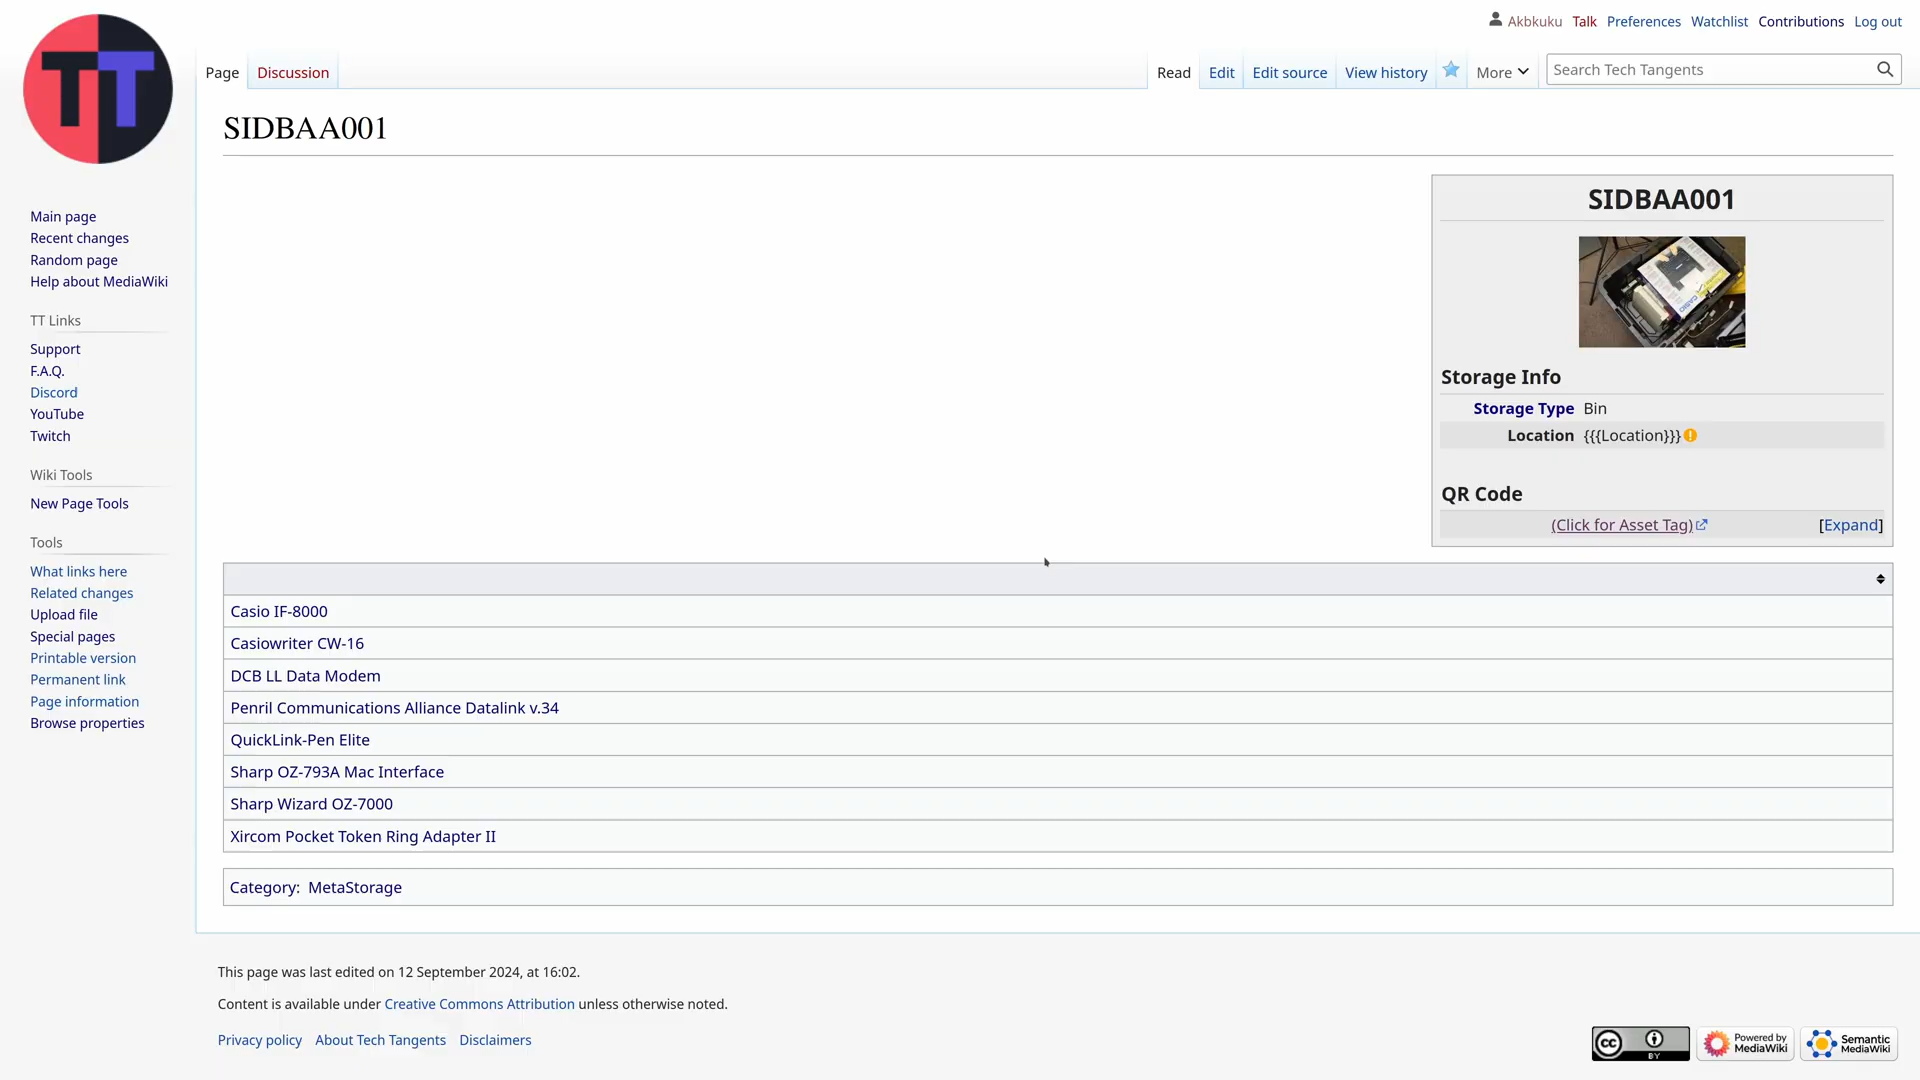 Akbkuku Talk Preferences Watchlist Contributions Log out
TT
Page Discussion Read Edit Edit source View history More Search Tech Tangents
SIDBAA001
Main page
Recent changes
Random page
Help about MediaWiki
TT Links
Support
F.A.Q.
Discord
YouTube
Twitch
Wiki Tools
New Page Tools
Tools
What links here
Related changes
Upload file
Special pages
Printable version
Permanent link
Page information
Browse properties
SIDBAA001
Storage Info
Storage Type Bin
Location {{{Location}}}
QR Code
(Click for Asset Tag) [Expand]
Casio IF-8000
Casiowriter CW-16
DCB LL Data Modem
Penril Communications Alliance Datalink v.34
QuickLink-Pen Elite
Sharp OZ-793A Mac Interface
Sharp Wizard OZ-7000
Xircom Pocket Token Ring Adapter II
Category: MetaStorage
This page was last edited on 12 September 2024, at 16:02.
Content is available under Creative Commons Attribution unless otherwise noted.
Privacy policy About Tech Tangents Disclaimers
cc BY
Powered by MediaWiki
Semantic MediaWiki